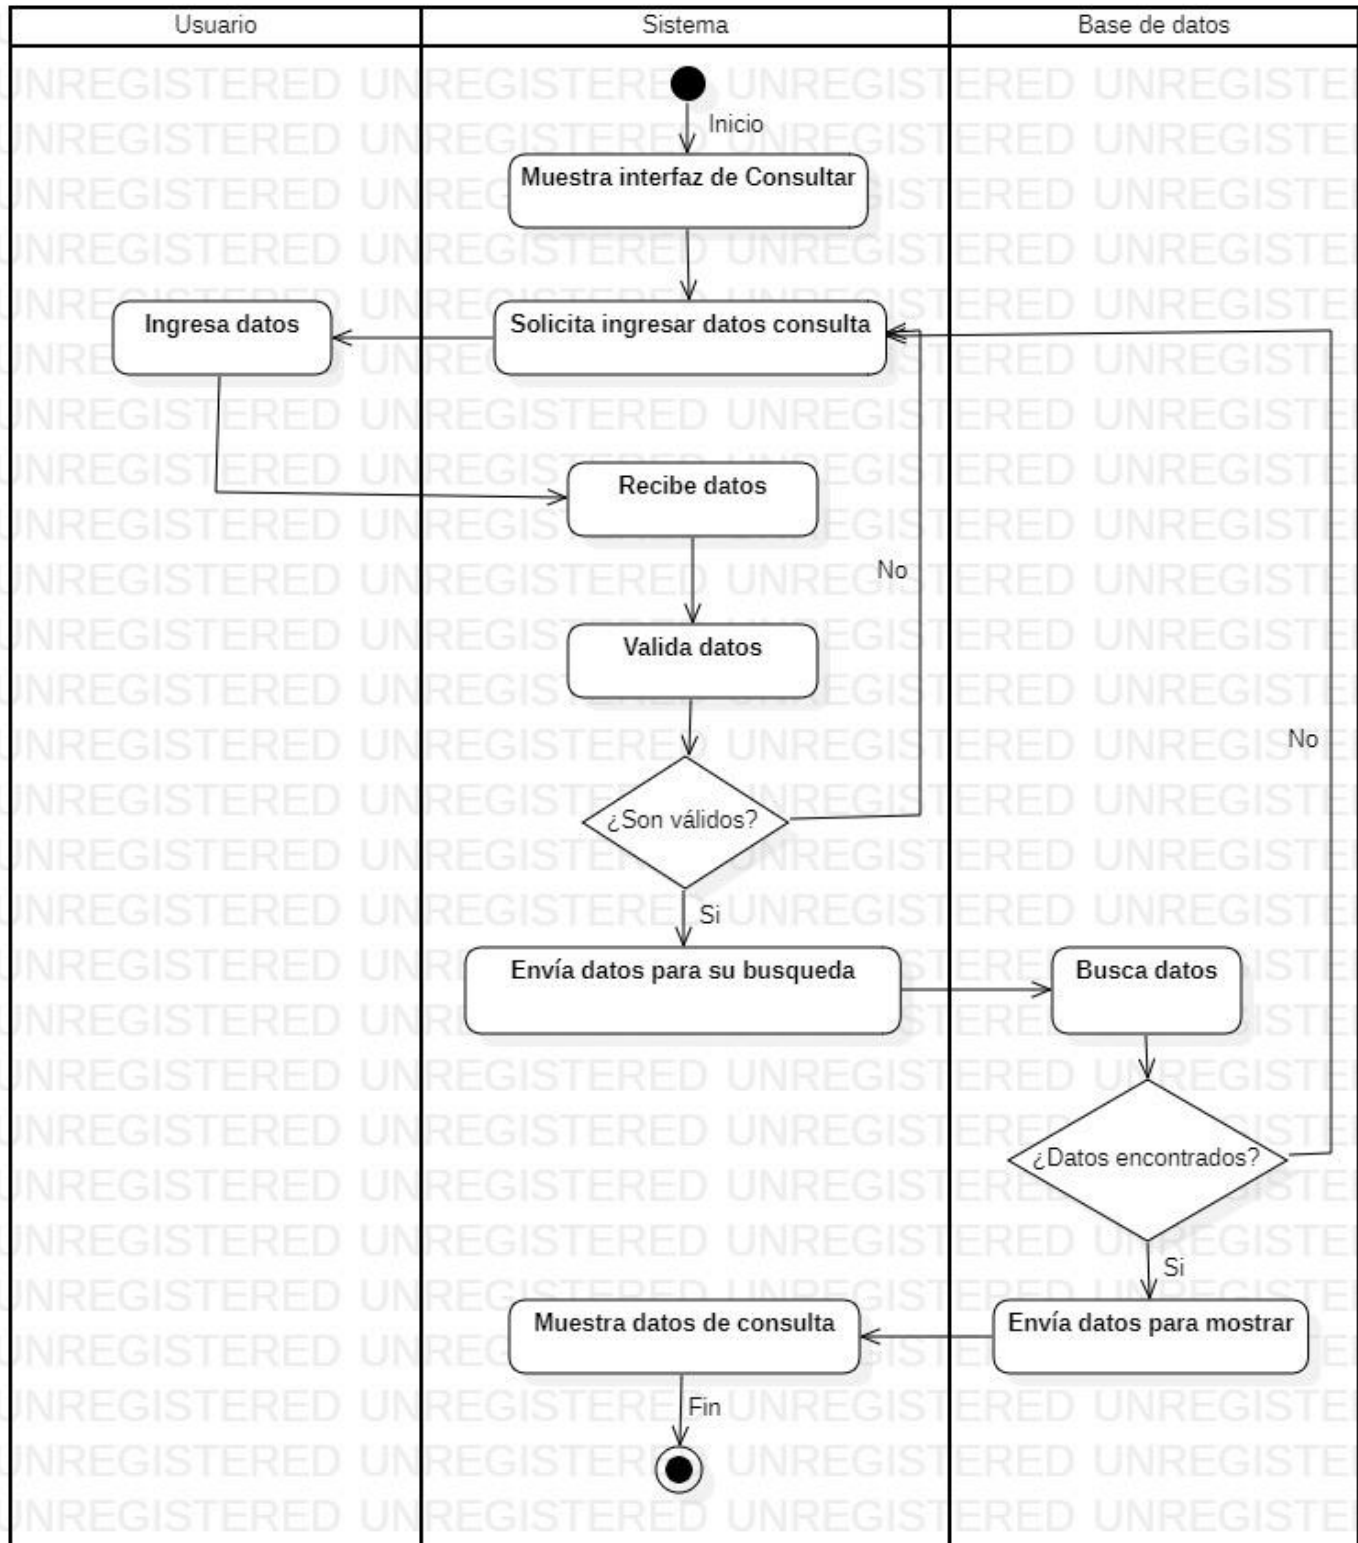 Usuario
Sistema
Base de datos
Inicio
Muestra interfaz de Consultar
Ingresa datos
Solicita ingresar datos consulta
Recibe datos
No
Valida datos
No
¿Son válidos?
Si
Envía datos para su busqueda
Busca datos
¿Datos encontrados?
Si
Muestra datos de consulta
Envía datos para mostrar
Fin
UNREGISTERED